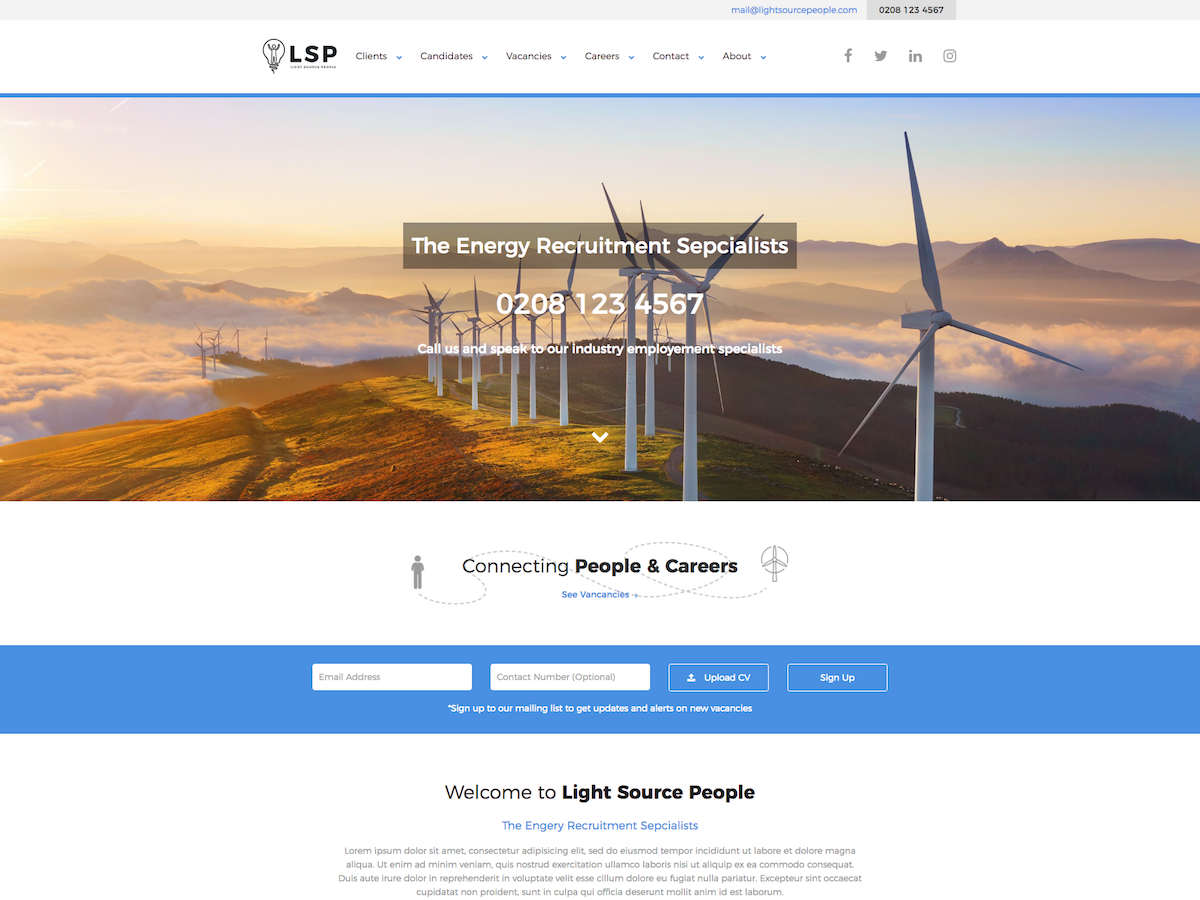 mail@lightsourcepeople.com 0208 123 4567
LSP
LIGHT SOURCE PEOPLE
Clients Candidates Vacancies Careers Contact About
The Energy Recruitment Sepcialists
0208 123 4567
Call us and speak to our industry employement specialists
Connecting People & Careers
See Vancancies
Email Address Contact Number (Optional) Upload CV Sign Up
*Sign up to our mailing list to get updates and alerts on new vacancies
Welcome to Light Source People
The Engery Recruitment Sepcialists
Lorem ipsum dolor sit amet, consectetur adipisicing elit, sed do eiusmod tempor incididunt ut labore et dolore magna
aliqua. Ut enim ad minim veniam, quis nostrud exercitation ullamco laboris nisi ut aliquip ex ea commodo consequat.
Duis aute irure dolor in reprehenderit in voluptate velit esse cillum dolore eu fugiat nulla pariatur. Excepteur sint occaecat
cupidatat non proident, sunt in culpa qui officia deserunt mollit anim id est laborum.